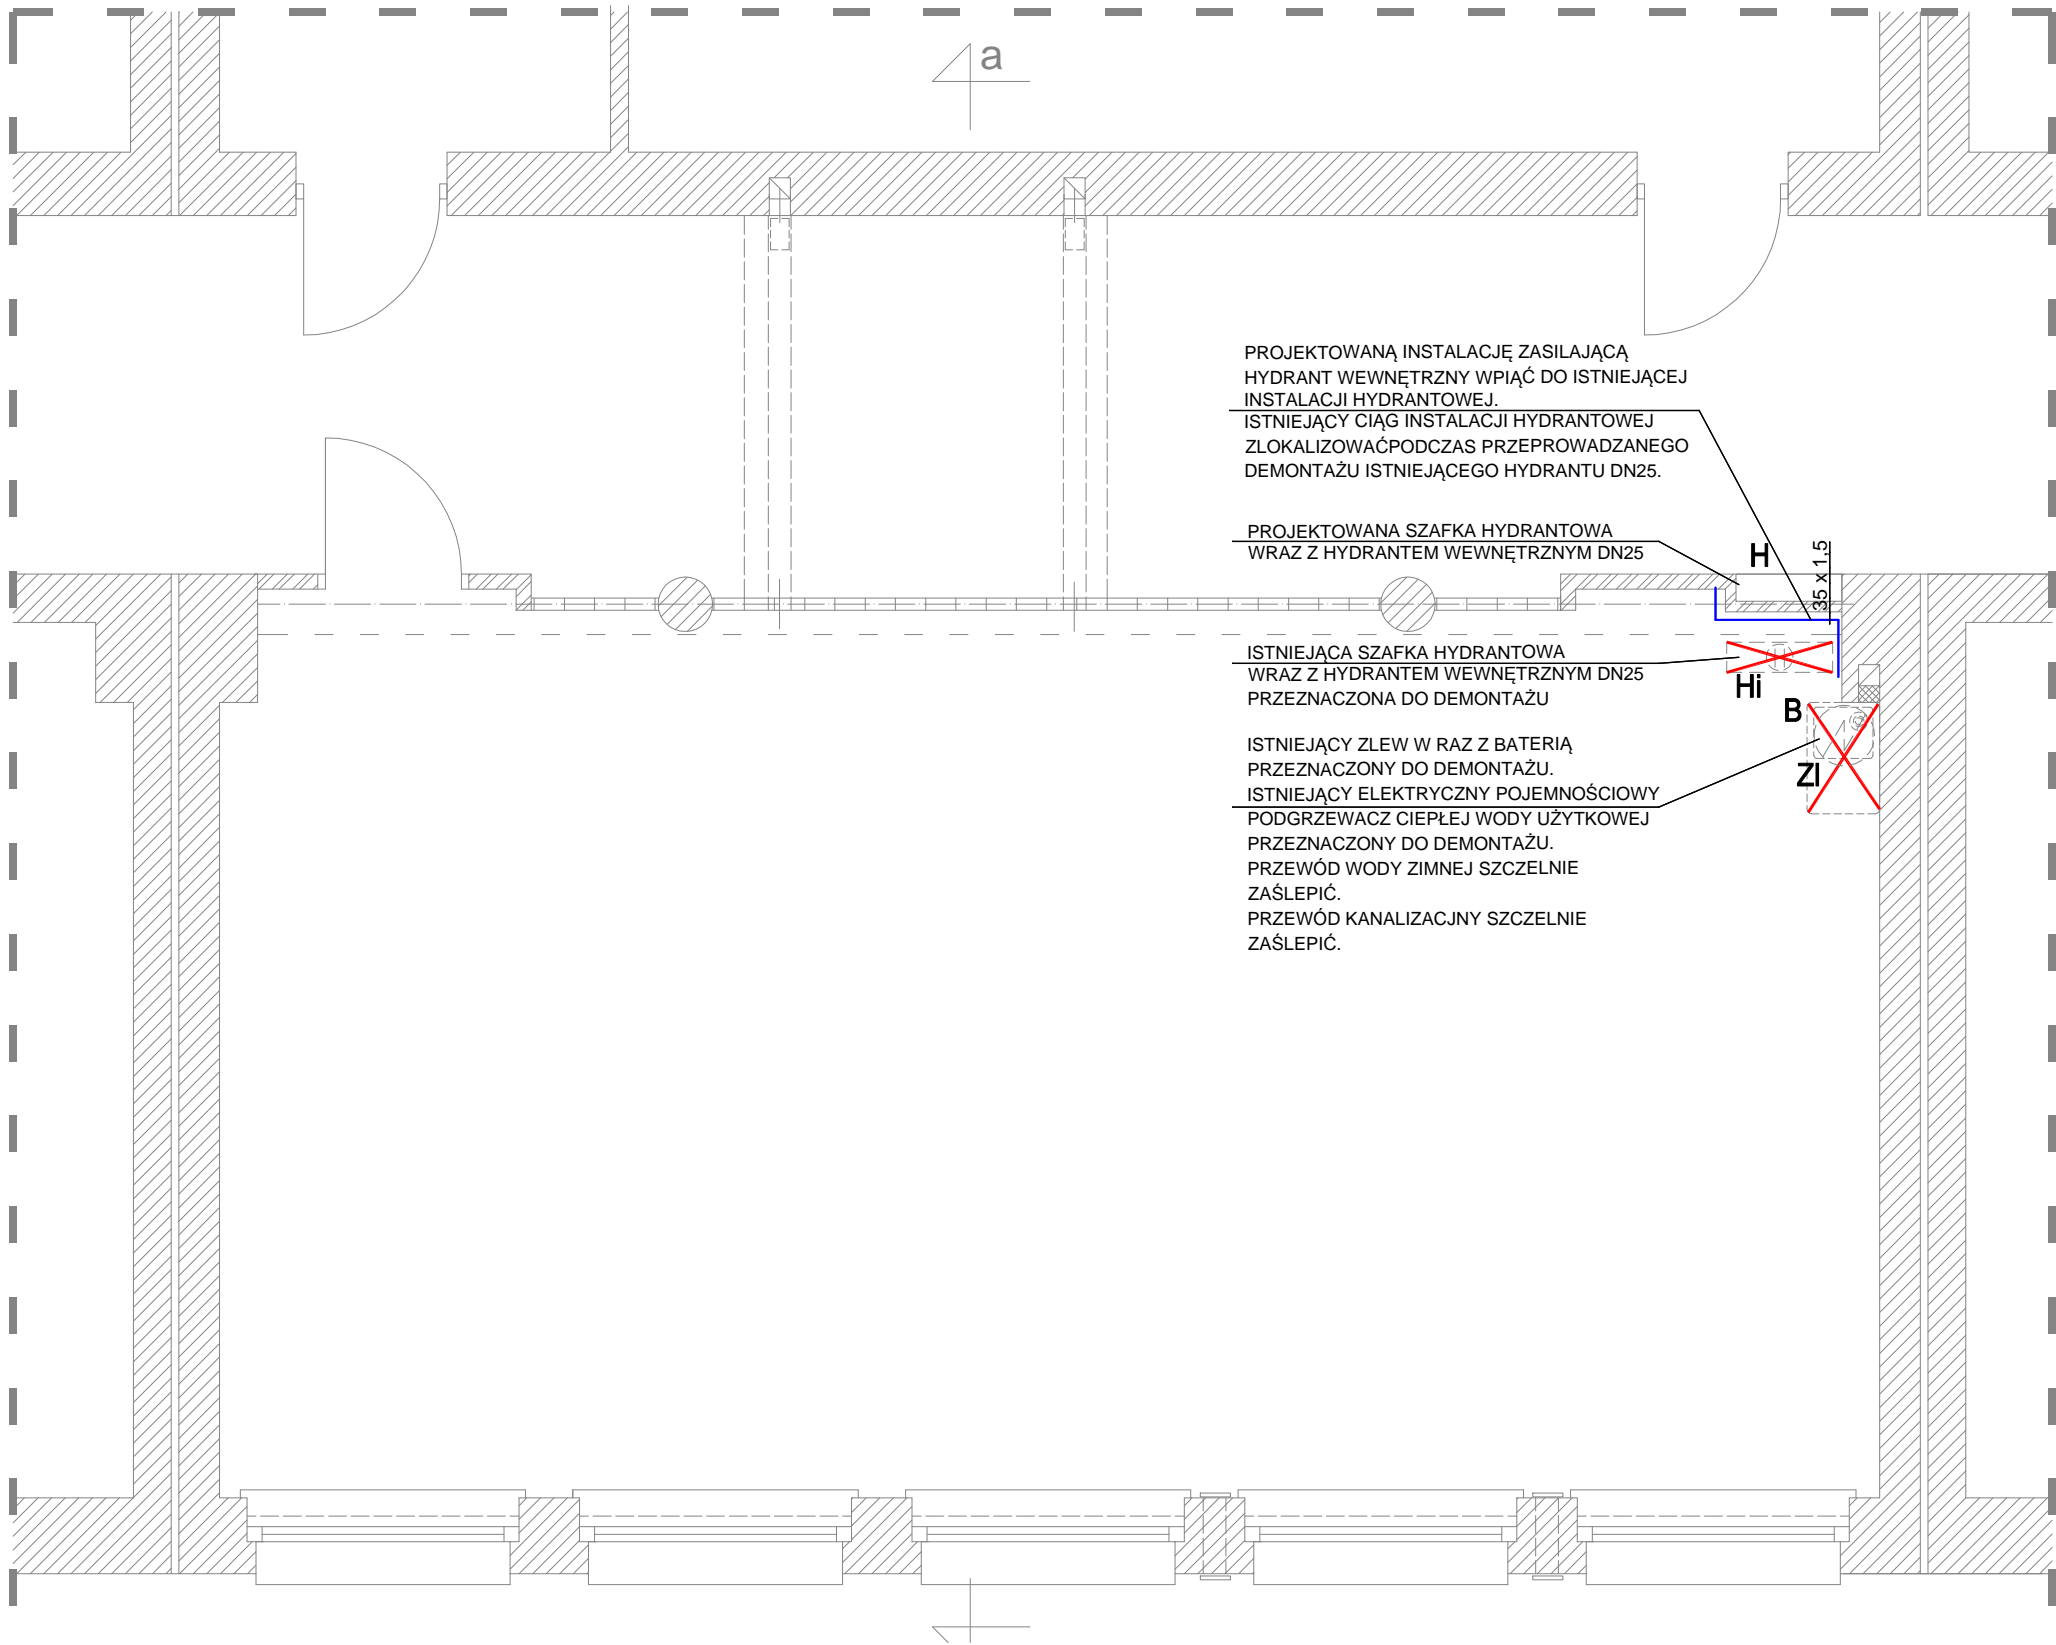 a
PROJEKTOWANĄ INSTALACJĘ ZASILAJĄCĄ
HYDRANT WEWNĘTRZNY WPIĄĆ DO ISTNIEJĄCEJ
INSTALACJI HYDRANTOWEJ.
ISTNIEJĄCY CIĄG INSTALACJI HYDRANTOWEJ
ZLOKALIZOWAĆPODCZAS PRZEPROWADZANEGO
DEMONTAŻU ISTNIEJĄCEGO HYDRANTU DN25.
PROJEKTOWANA SZAFKA HYDRANTOWA
WRAZ Z HYDRANTEM WEWNĘTRZNYM DN25
H
35 x 1,5
ISTNIEJĄCA SZAFKA HYDRANTOWA
WRAZ Z HYDRANTEM WEWNĘTRZNYM DN25
PRZEZNACZONA DO DEMONTAŻU
Hi
B
ISTNIEJĄCY ZLEW W RAZ Z BATERIĄ
PRZEZNACZONY DO DEMONTAŻU.
ISTNIEJĄCY ELEKTRYCZNY POJEMNOŚCIOWY
PODGRZEWACZ CIEPŁEJ WODY UŻYTKOWEJ
PRZEZNACZONY DO DEMONTAŻU.
PRZEWÓD WODY ZIMNEJ SZCZELNIE
ZAŚLEPIĆ.
PRZEWÓD KANALIZACJNY SZCZELNIE
ZAŚLEPIĆ.
Zl